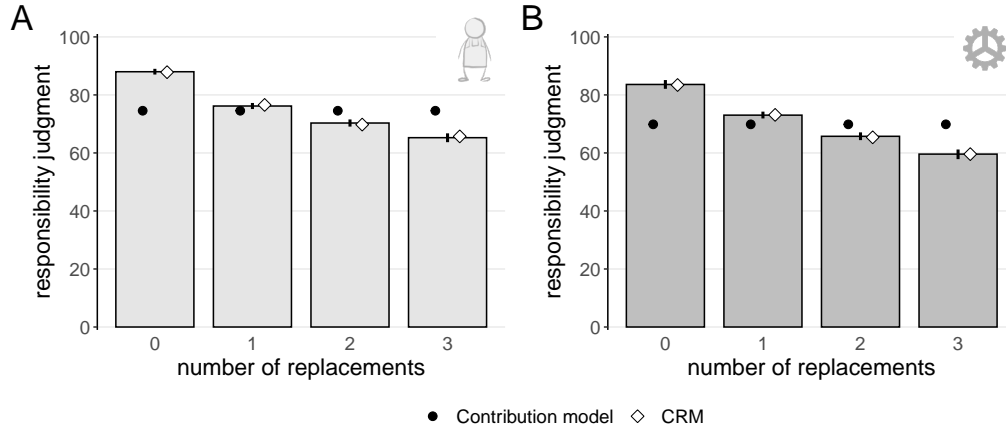 A
B
responsibility judgment
100
80
60
40
20
0
0 1 2 3
number of replacements
responsibility judgment
100
80
60
40
20
0
0 1 2 3
number of replacements
Contribution model CRM